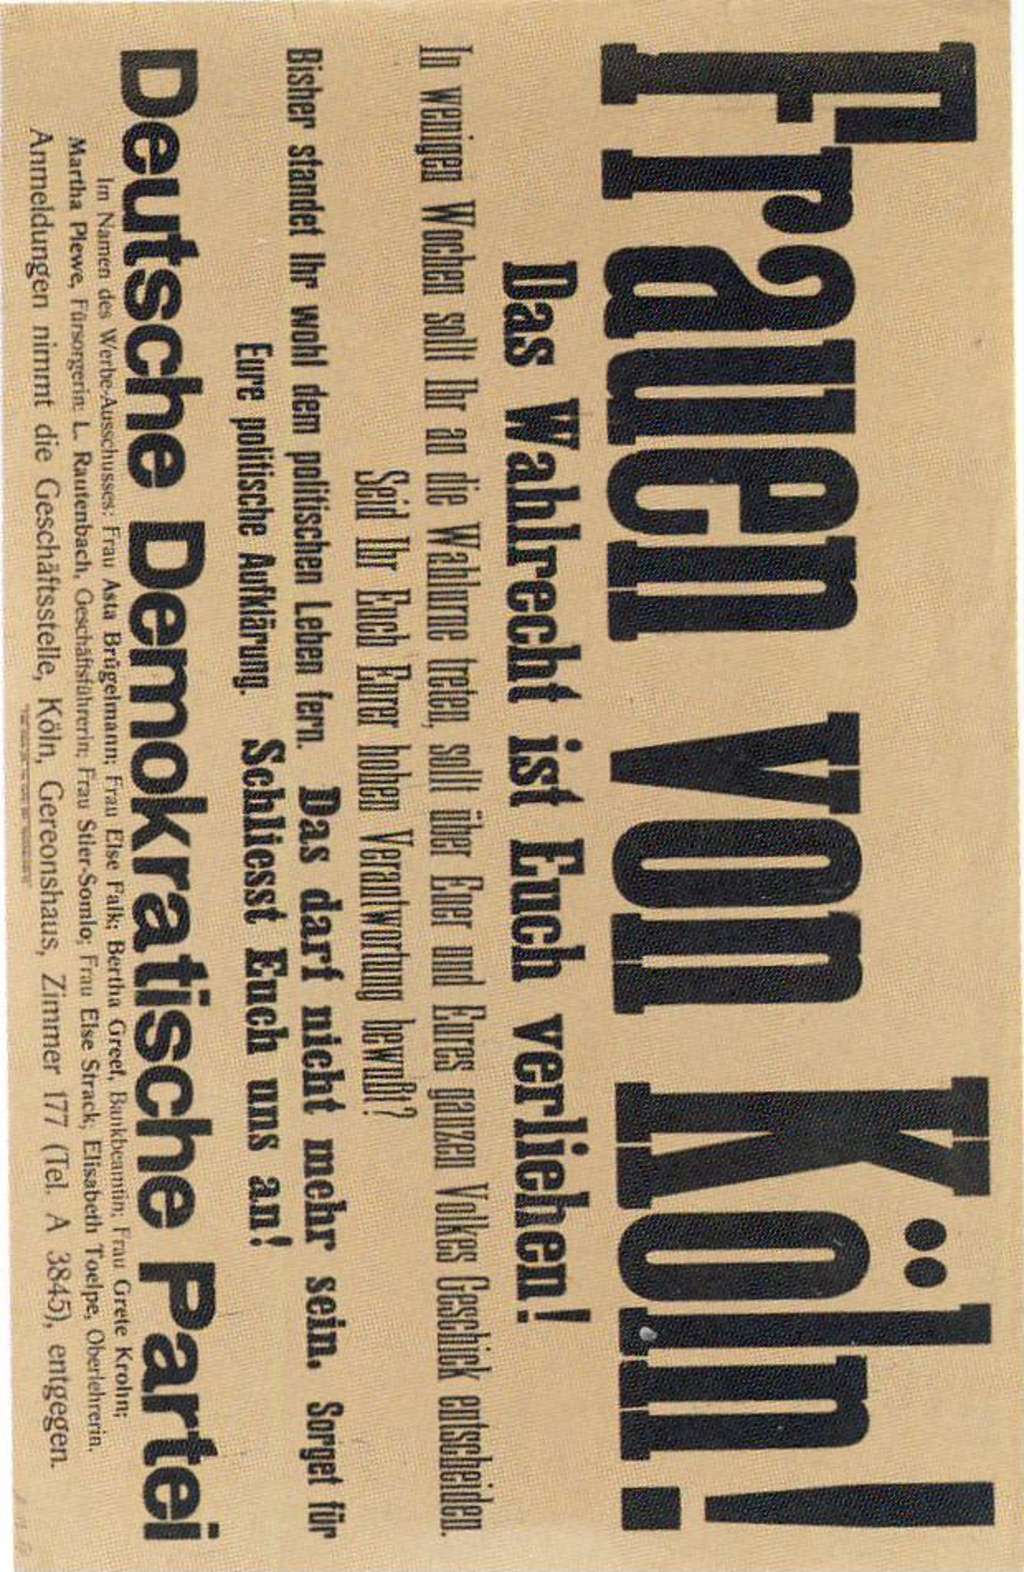 Frauen von Köln!
Das Wahlrecht ist Euch verliehen!
In wenigen Wochen sollt Ihr an die Wahlurne treten, sollt über Euer und Eures ganzen Volkes Geschick entscheiden.
Seid Ihr Euch Eurer hohen Verantwortung bewußt?
Bisher standet Ihr wohl dem politischen Leben fern. Das darf nicht mehr sein. Sorget für
Eure politische Aufklärung. Schliesst Euch uns an!
Deutsche Demokratische Partei
Im Namen des Werbe-Ausschusses: Frau Asta Brügelmann; Frau Else Falk; Bertha Greef, Bankbeamtin; Frau Grete Krohn;
Martha Plewe, Fürsorgerin; L. Rautenbach, Geschäftsführerin; Frau Stier-Somlo; Frau Else Strack, Elisabeth Toelpe, Oberlehrerin.
Anmeldungen nimmt die Geschäftsstelle, Köln, Gereonshaus, Zimmer 177 (Tel. A 3845), entgegen.